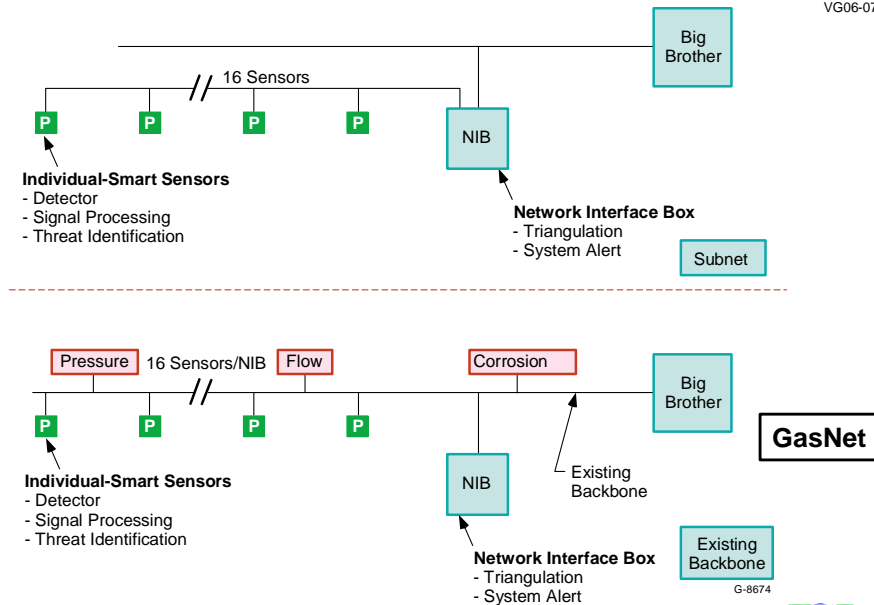 VG06-07
Big
Brother
16 Sensors
P P P P
NIB
Individual-Smart Sensors
- Detector
- Signal Processing
- Threat Identification
Network Interface Box
- Triangulation
- System Alert
Subnet
Pressure
16 Sensors/NIB
Flow
Corrosion
Big
Brother
P P P P
GasNet
Individual-Smart Sensors
- Detector
- Signal Processing
- Threat Identification
NIB
Existing
Backbone
Network Interface Box
- Triangulation
- System Alert
Existing
Backbone
G-8674